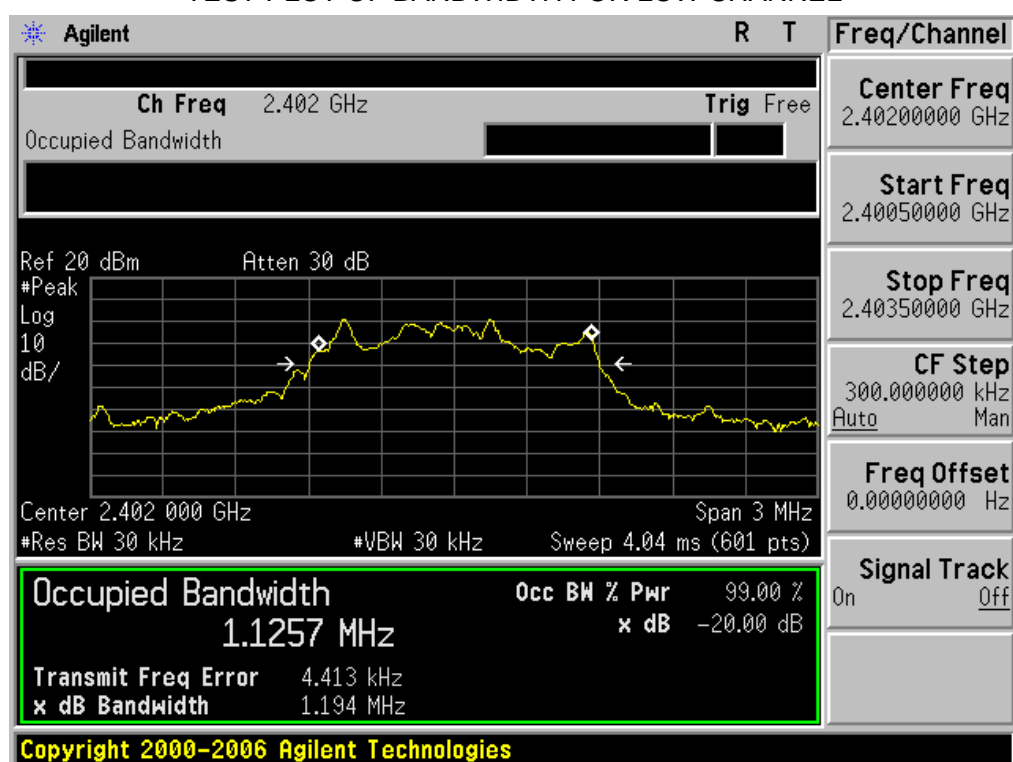 Agilent R T
Freq/Channel
Ch Freq 2.402 GHz Trig Free
Occupied Bandwidth
Center Freq
2.40200000 GHz
Start Freq
2.40050000 GHz
Stop Freq
2.40350000 GHz
CF Step
300.000000 kHz
Auto Man
Freq Offset
0.00000000 Hz
Signal Track
On Off
Ref 20 dBm Atten 30 dB
#Peak
Log
10
dB/
Center 2.402 000 GHz Span 3 MHz
#Res BW 30 kHz #VBW 30 kHz Sweep 4.04 ms (601 pts)
Occupied Bandwidth
1.1257 MHz
Occ BW % Pwr 99.00 %
x dB -20.00 dB
Transmit Freq Error 4.413 kHz
x dB Bandwidth 1.194 MHz
Copyright 2000-2006 Agilent Technologies